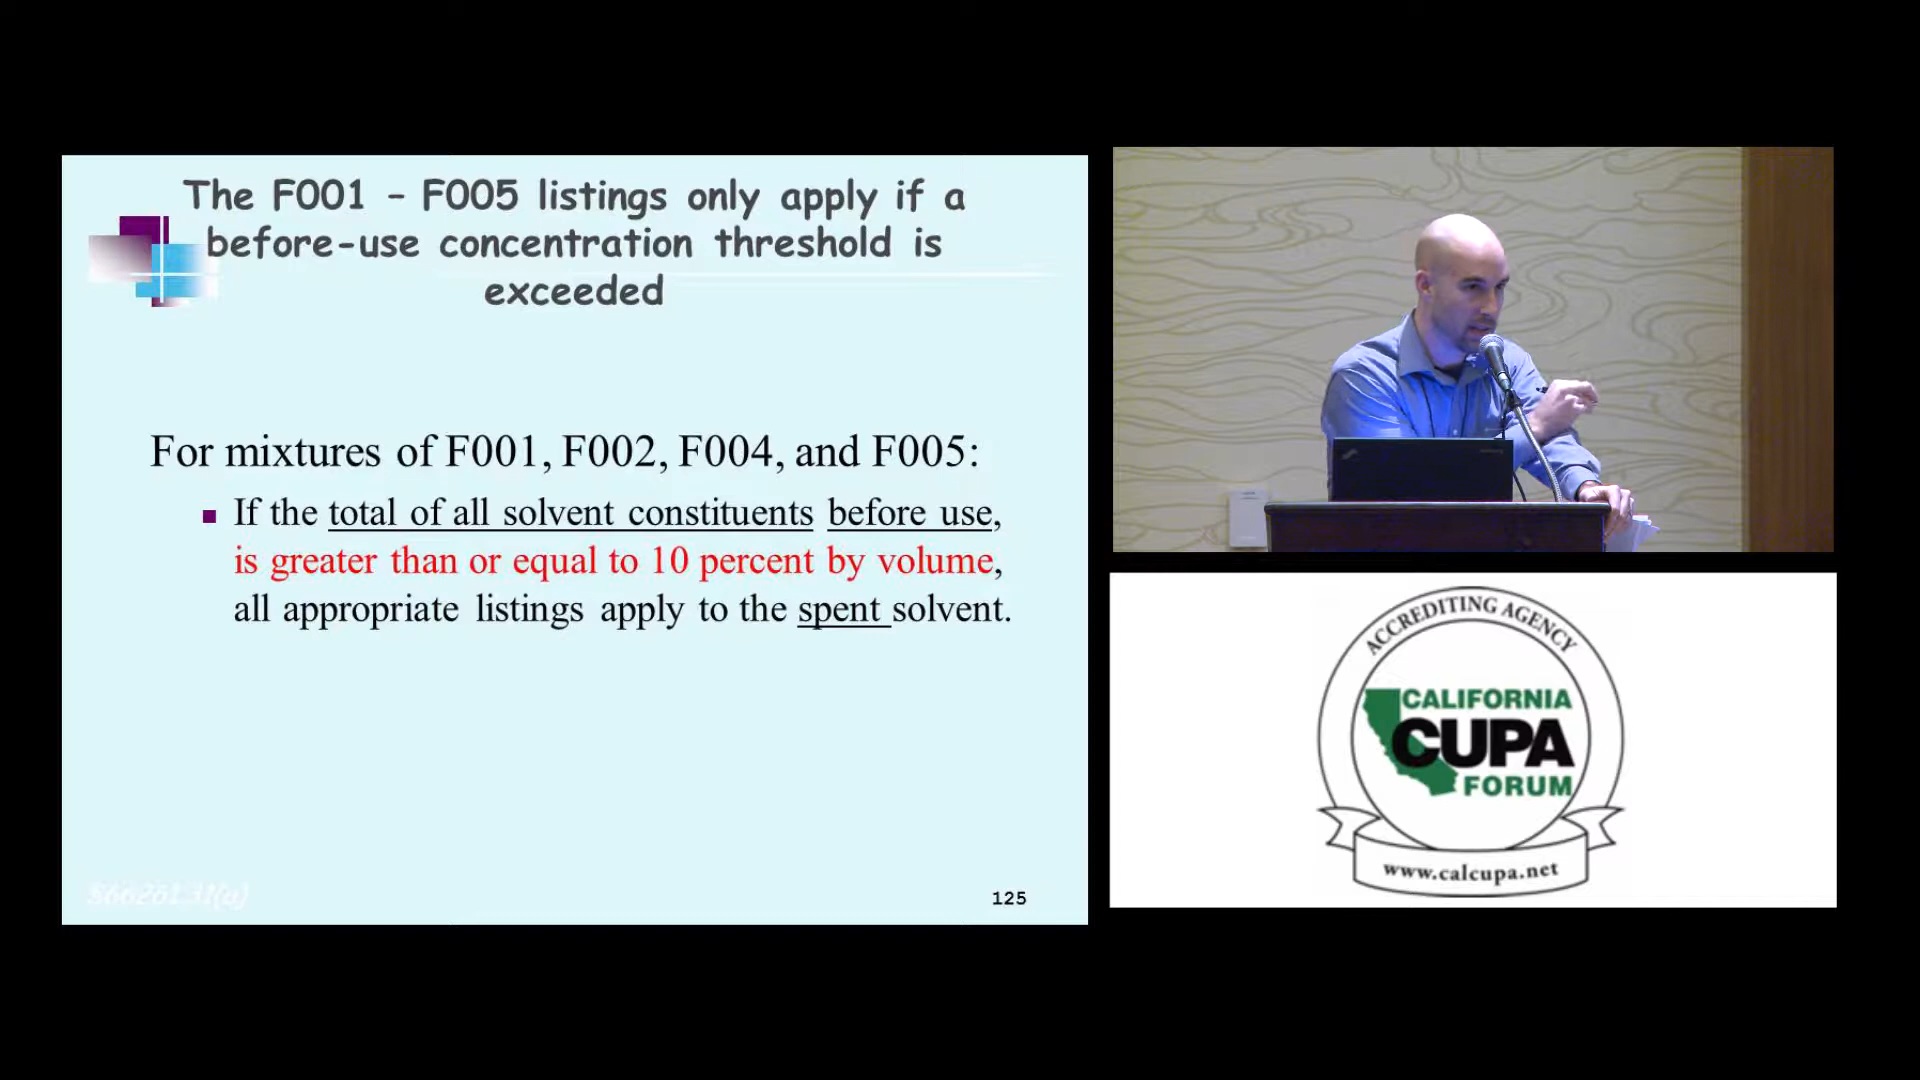 The F001 – F005 listings only apply if a
before-use concentration threshold is
exceeded
For mixtures of F001, F002, F004, and F005:
If the total of all solvent constituents before use,
is greater than or equal to 10 percent by volume,
all appropriate listings apply to the spent solvent.
125
ACCREDITING AGENCY
CALIFORNIA
CUPA
FORUM
www.calcupa.net